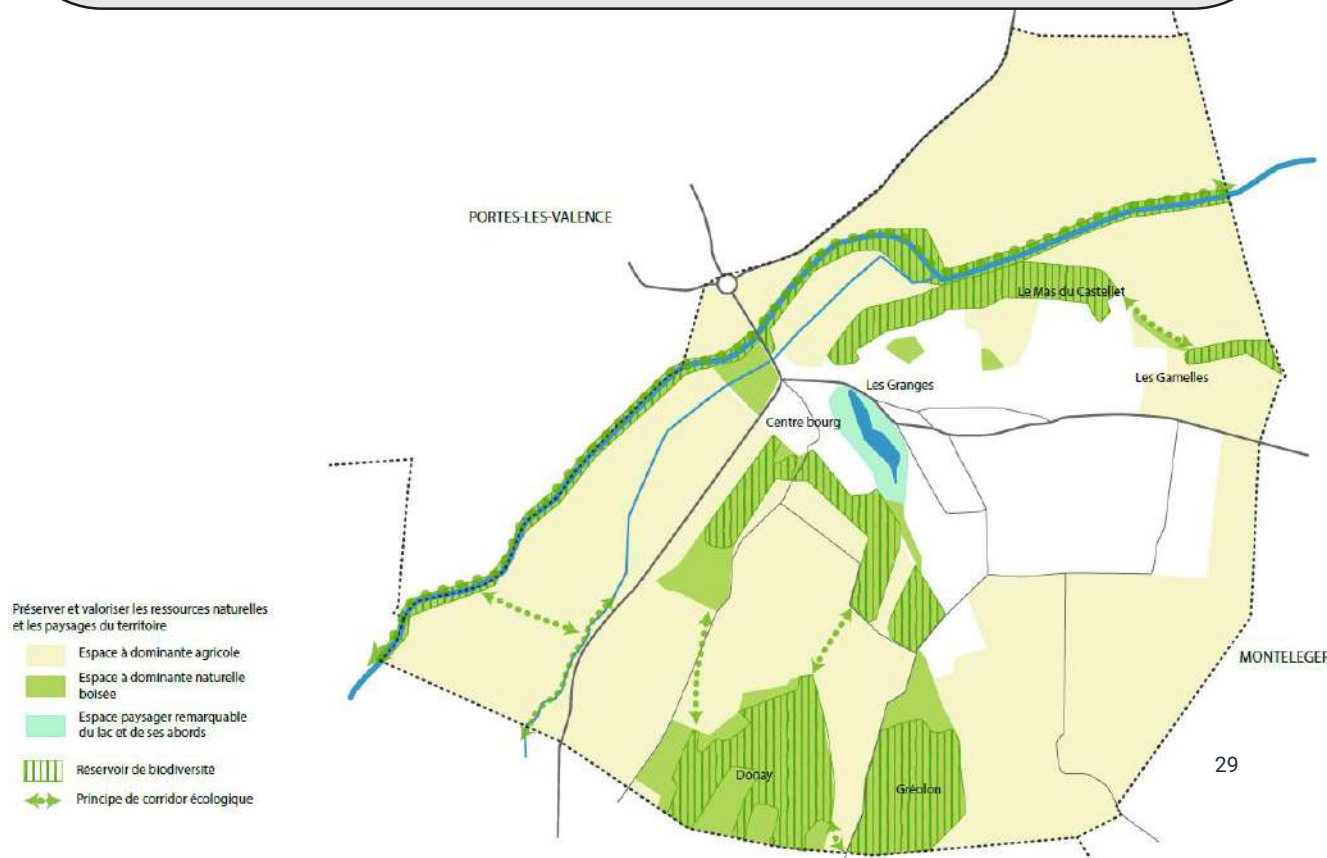 PORTES-LES-VALENCE
Le Mas du Castellet
Les Granges
Les Gamelles
Centre bourg
MONTELEGER
Donay
Gréolon
Préserver et valoriser les ressources naturelles
et les paysages du territoire
Espace à dominante agricole
Espace à dominante naturelle
boisée
Espace paysager remarquable
du lac et de ses abords
Réservoir de biodiversité
Principe de corridor écologique
29